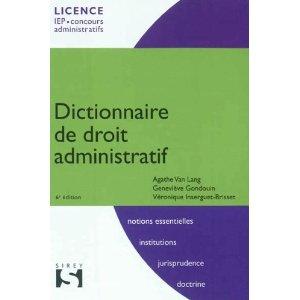 LICENCE
IEP • concours
administratifs
Dictionnaire
de droit
administratif
Agathe Van Lang
Geneviève Gondouin
Véronique Inserguet-Brisset
6e édition
notions essentielles
institutions
jurisprudence
doctrine
SIREY